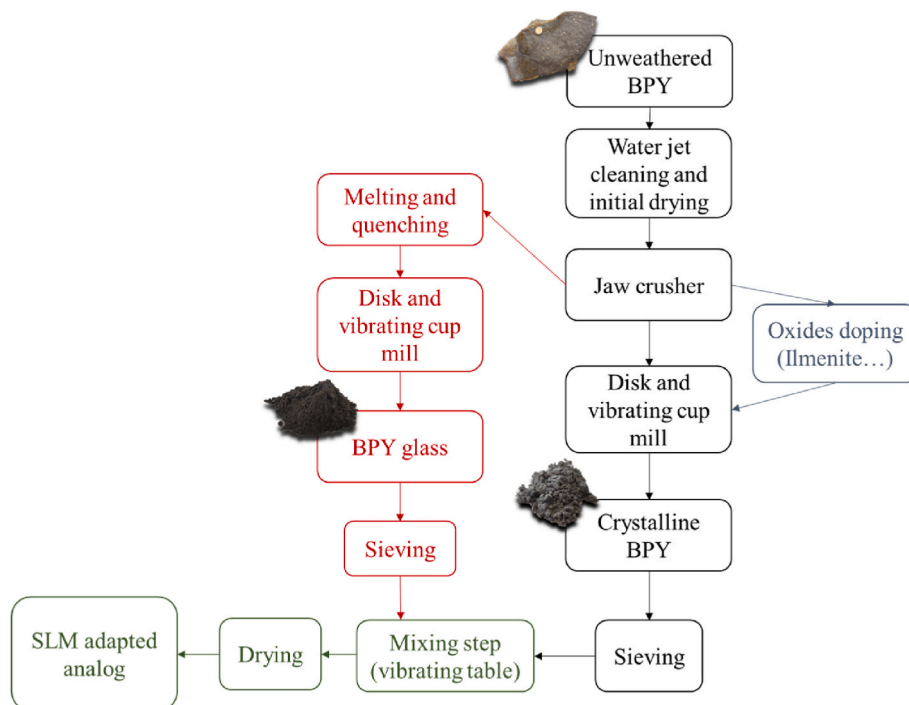 Unweathered
BPY
Water jet
cleaning and
initial drying
Jaw crusher
Oxides doping
(Ilmenite…)
Disk and
vibrating cup
mill
Crystalline
BPY
Sieving
Melting and
quenching
Disk and
vibrating cup
mill
BPY glass
Sieving
Mixing step
(vibrating table)
Drying
SLM adapted
analog